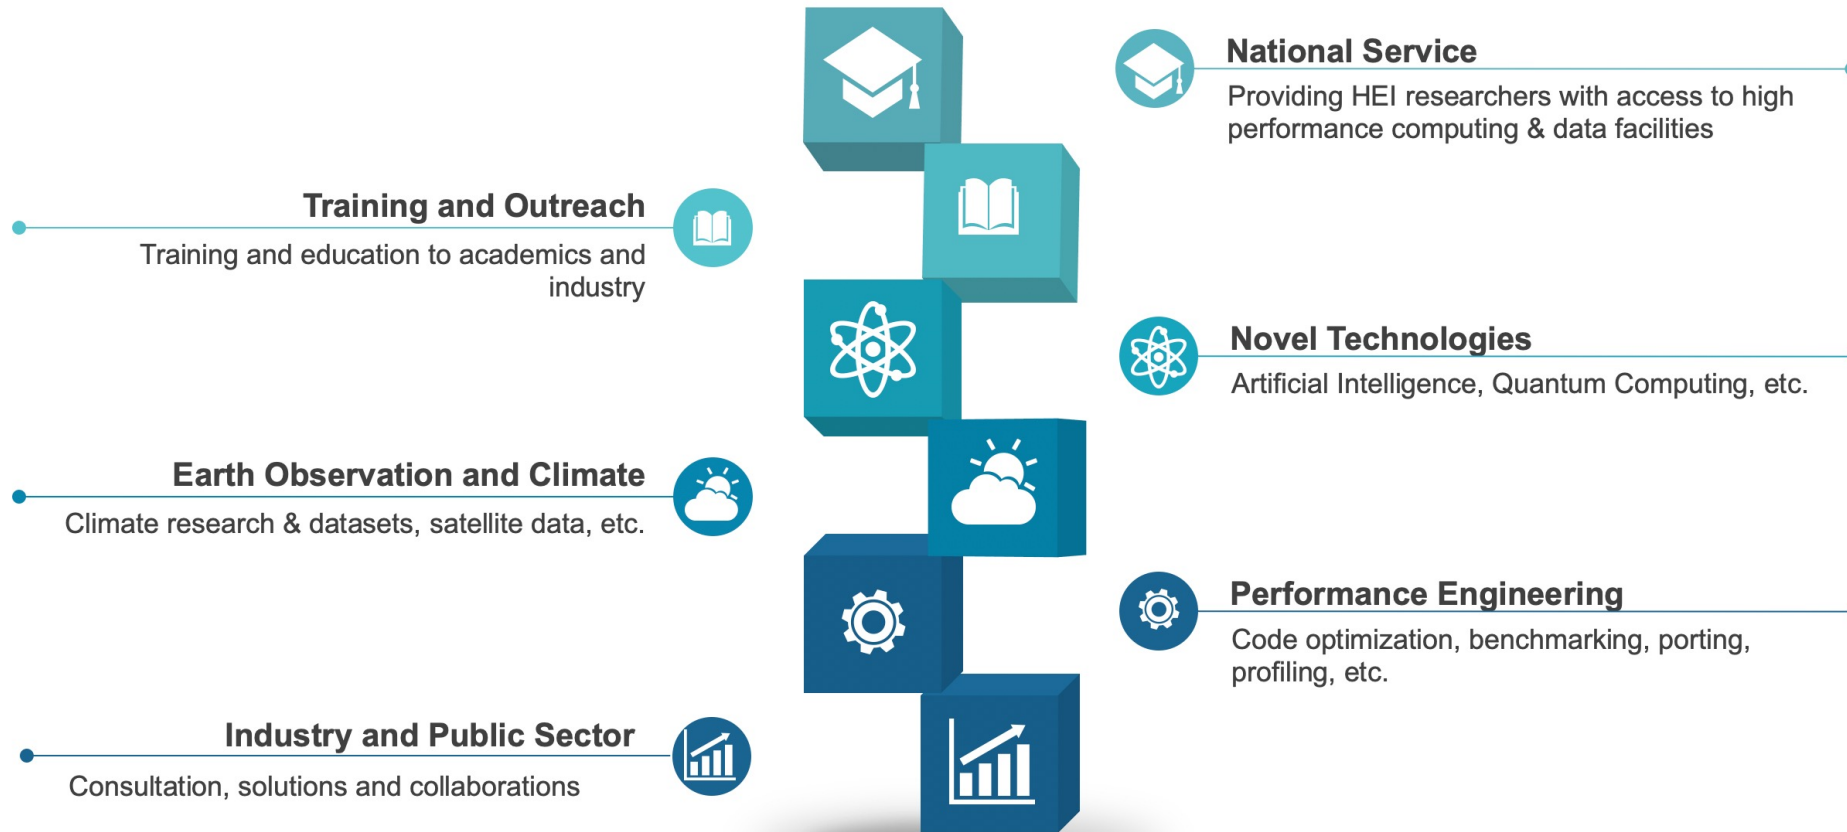 National Service
Providing HEI researchers with access to high
performance computing & data facilities
Training and Outreach
Training and education to academics and
industry
Novel Technologies
Artificial Intelligence, Quantum Computing, etc.
Earth Observation and Climate
Climate research & datasets, satellite data, etc.
Performance Engineering
Code optimization, benchmarking, porting,
profiling, etc.
Industry and Public Sector
Consultation, solutions and collaborations